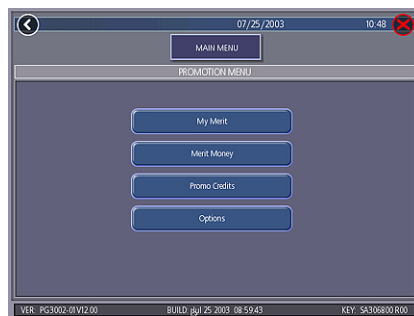 07/25/2003 10:48
MAIN MENU
PROMOTION MENU
My Merit
Merit Money
Promo Credits
Options
VER: PG3002-01V12.00 BUILD: Jul 25 2003 08:59:43 KEY: SA306800 R00